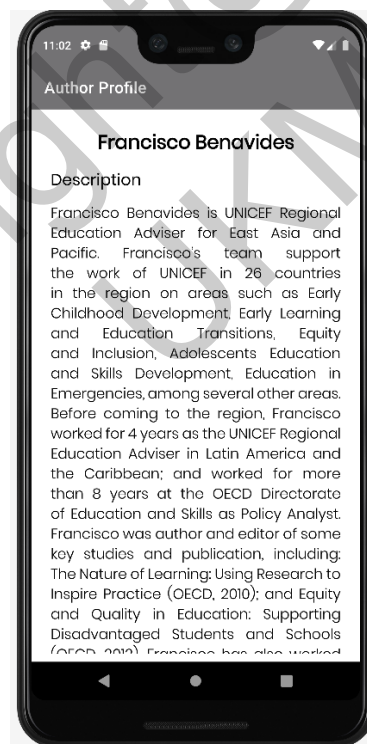 11:02
Author Profile
Francisco Benavides
Description
Francisco Benavides is UNICEF Regional
Education Adviser for East Asia and
Pacific. Francisco's team support
the work of UNICEF in 26 countries
in the region on areas such as Early
Childhood Development, Early Learning
and Education Transitions, Equity
and Inclusion, Adolescents Education
and Skills Development, Education in
Emergencies, among several other areas.
Before coming to the region, Francisco
worked for 4 years as the UNICEF Regional
Education Adviser in Latin America and
the Caribbean; and worked for more
than 8 years at the OECD Directorate
of Education and Skills as Policy Analyst.
Francisco was author and editor of some
key studies and publication, including:
The Nature of Learning: Using Research to
Inspire Practice (OECD, 2010); and Equity
and Quality in Education: Supporting
Disadvantaged Students and Schools
(OECD, 2012) Francisco has also worked
UKM